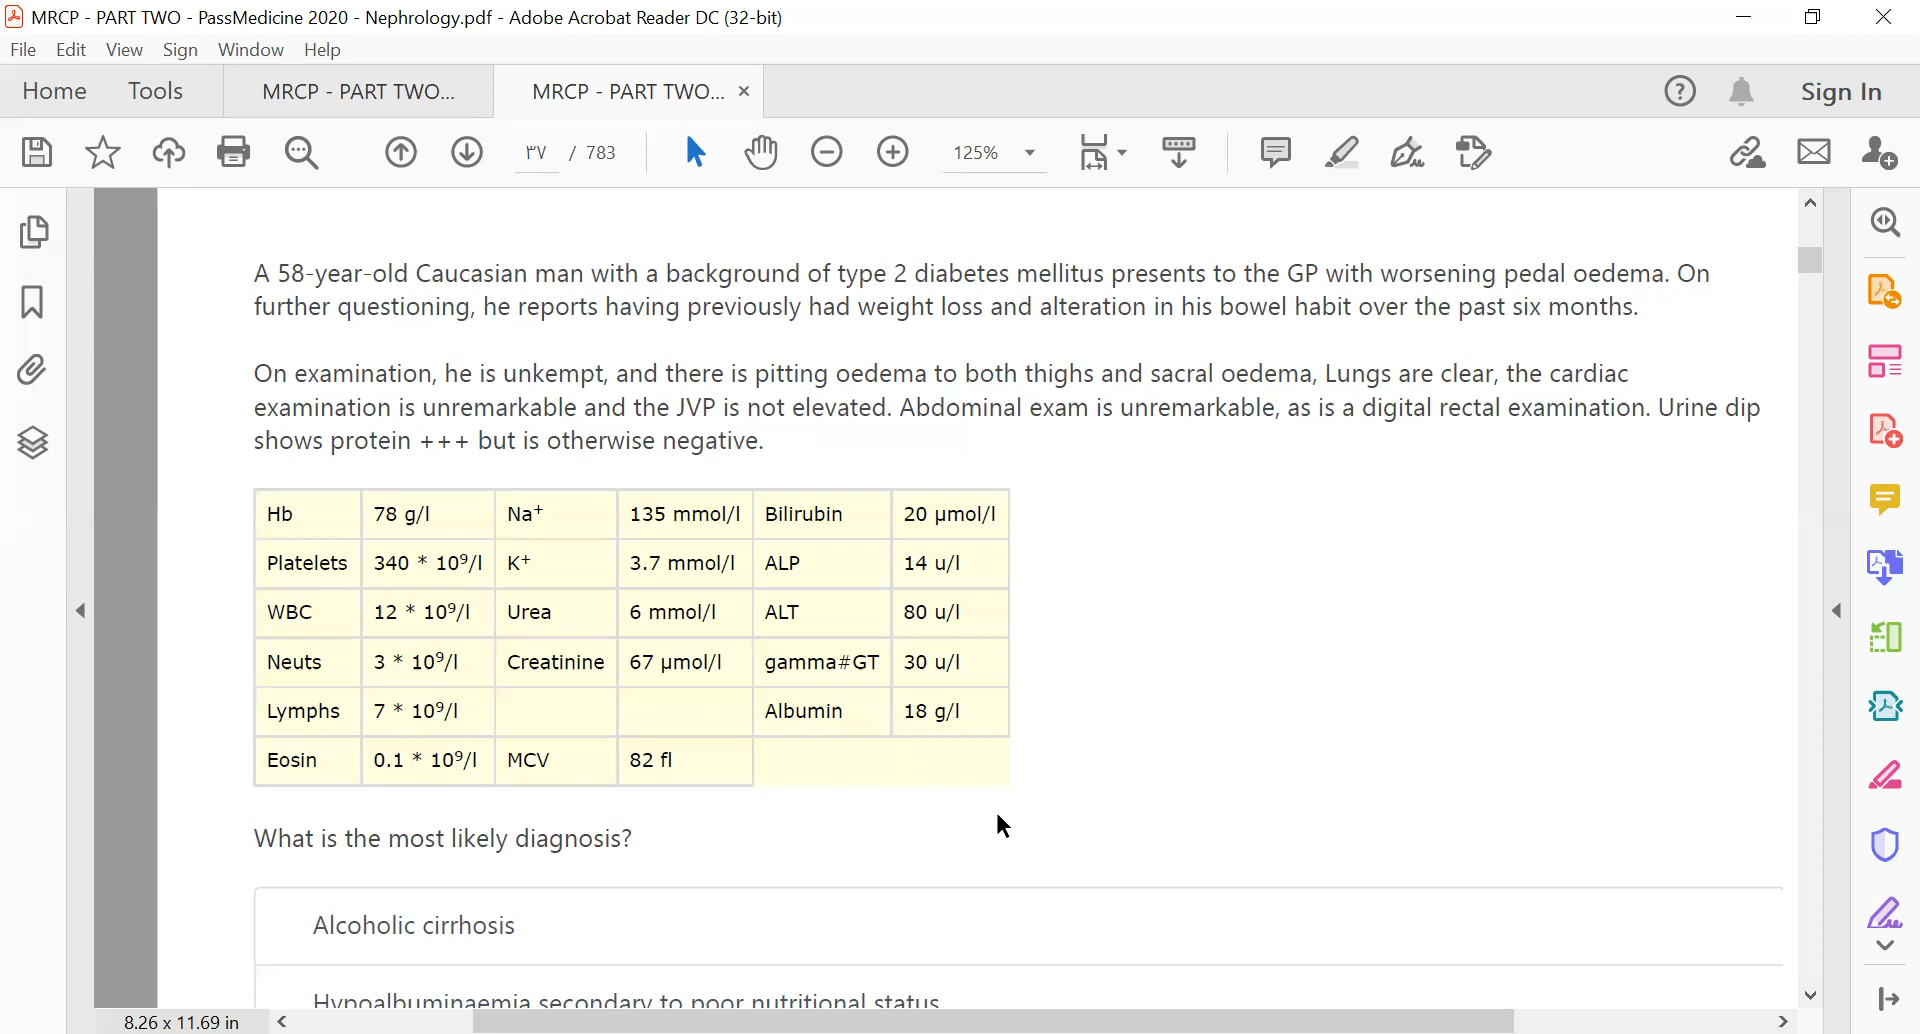 MRCP - PART TWO - PassMedicine 2020 - Nephrology.pdf - Adobe Acrobat Reader DC (32-bit)
File Edit View Sign Window Help
Home Tools MRCP - PART TWO... MRCP - PART TWO... × Sign In
٣٧ / 783 125%
A 58-year-old Caucasian man with a background of type 2 diabetes mellitus presents to the GP with worsening pedal oedema. On
further questioning, he reports having previously had weight loss and alteration in his bowel habit over the past six months.
On examination, he is unkempt, and there is pitting oedema to both thighs and sacral oedema, Lungs are clear, the cardiac
examination is unremarkable and the JVP is not elevated. Abdominal exam is unremarkable, as is a digital rectal examination. Urine dip
shows protein +++ but is otherwise negative.
Hb 78 g/l Na⁺ 135 mmol/l Bilirubin 20 µmol/l
Platelets 340 * 10⁹/l K⁺ 3.7 mmol/l ALP 14 u/l
WBC 12 * 10⁹/l Urea 6 mmol/l ALT 80 u/l
Neuts 3 * 10⁹/l Creatinine 67 µmol/l gamma#GT 30 u/l
Lymphs 7 * 10⁹/l Albumin 18 g/l
Eosin 0.1 * 10⁹/l MCV 82 fl
What is the most likely diagnosis?
Alcoholic cirrhosis
Hypoalbuminaemia secondary to poor nutritional status
8.26 x 11.69 in